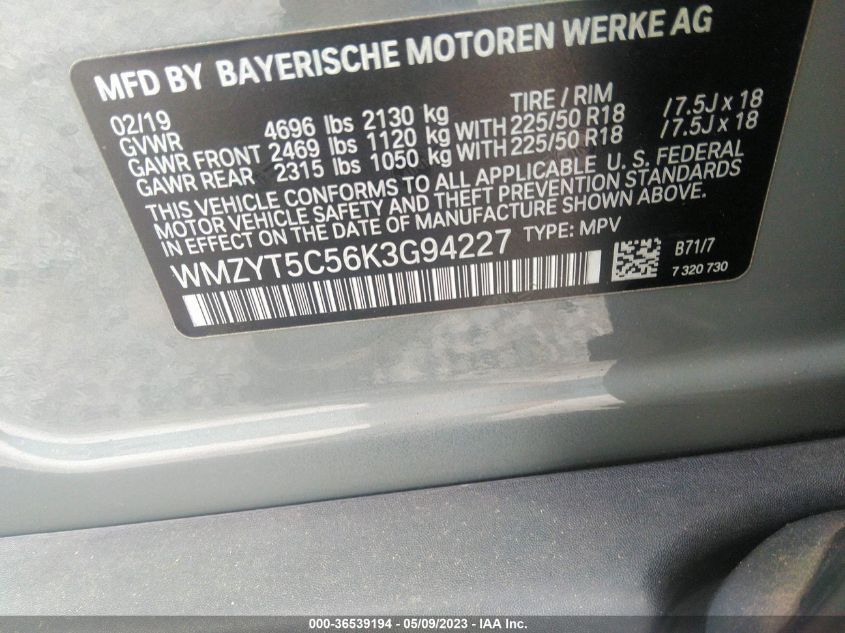 MFD BY BAYERISCHE MOTOREN WERKE AG
02/19 TIRE / RIM
GVWR 4696 lbs 2130 kg
GAWR FRONT 2469 lbs 1120 kg WITH 225/50 R18 /7.5J x 18
GAWR REAR 2315 lbs 1050 kg WITH 225/50 R18 /7.5J x 18
THIS VEHICLE CONFORMS TO ALL APPLICABLE U. S. FEDERAL
MOTOR VEHICLE SAFETY AND THEFT PREVENTION STANDARDS
IN EFFECT ON THE DATE OF MANUFACTURE SHOWN ABOVE.
WMZYT5C56K3G94227 TYPE: MPV
B71/7
7 320 730
000-36539194 - 05/09/2023 - IAA Inc.